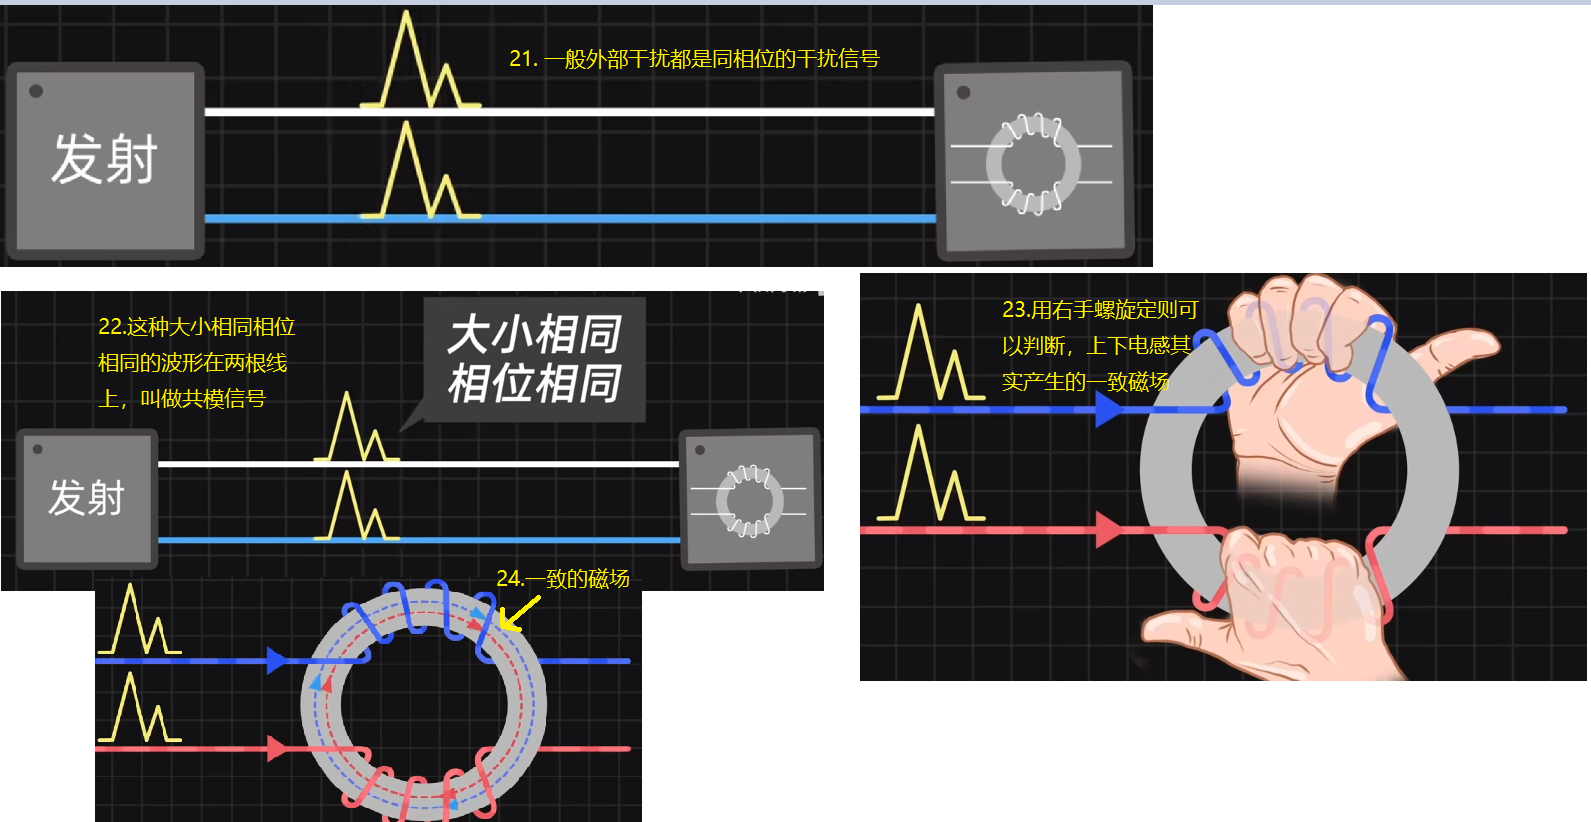 21. 一般外部干扰都是同相位的干扰信号
发射
22.这种大小相同相位
相同的波形在两根线
上，叫做共模信号
大小相同
相位相同
发射
23.用右手螺旋定则可
以判断，上下电感其
实产生的一致磁场
24.一致的磁场